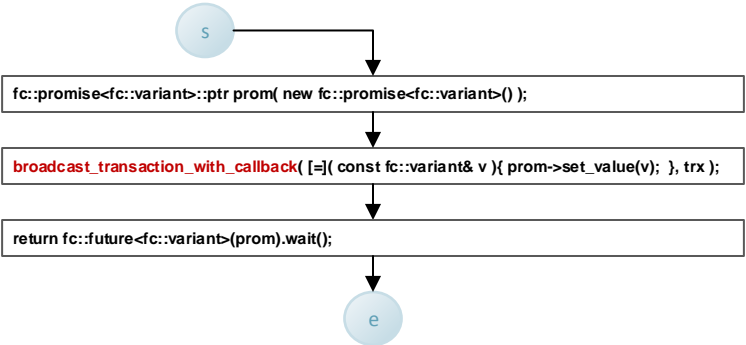 s
fc::promise<fc::variant>::ptr prom( new fc::promise<fc::variant>() );
broadcast_transaction_with_callback( [=]( const fc::variant& v ){ prom->set_value(v);  }, trx );
return fc::future<fc::variant>(prom).wait();
e